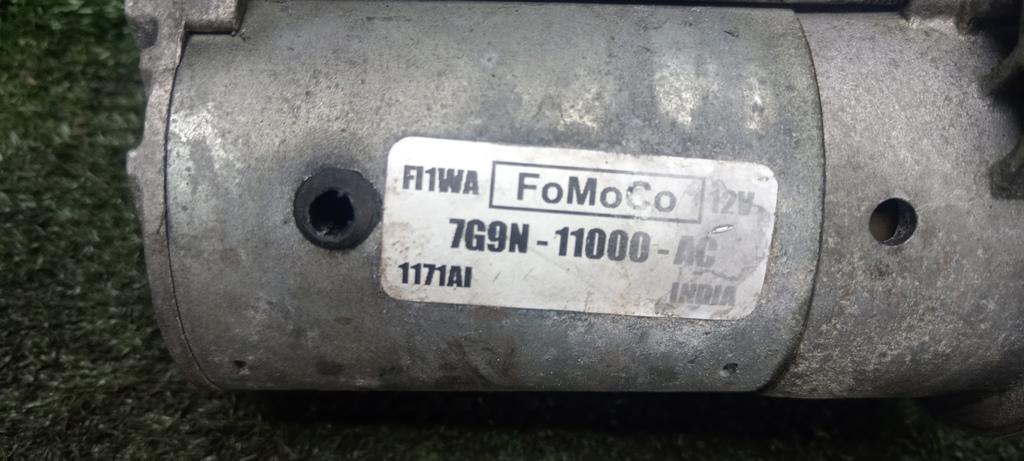 FI1WA FoMoCo 12V
7G9N - 11000 - AC
1171AI
INDIA